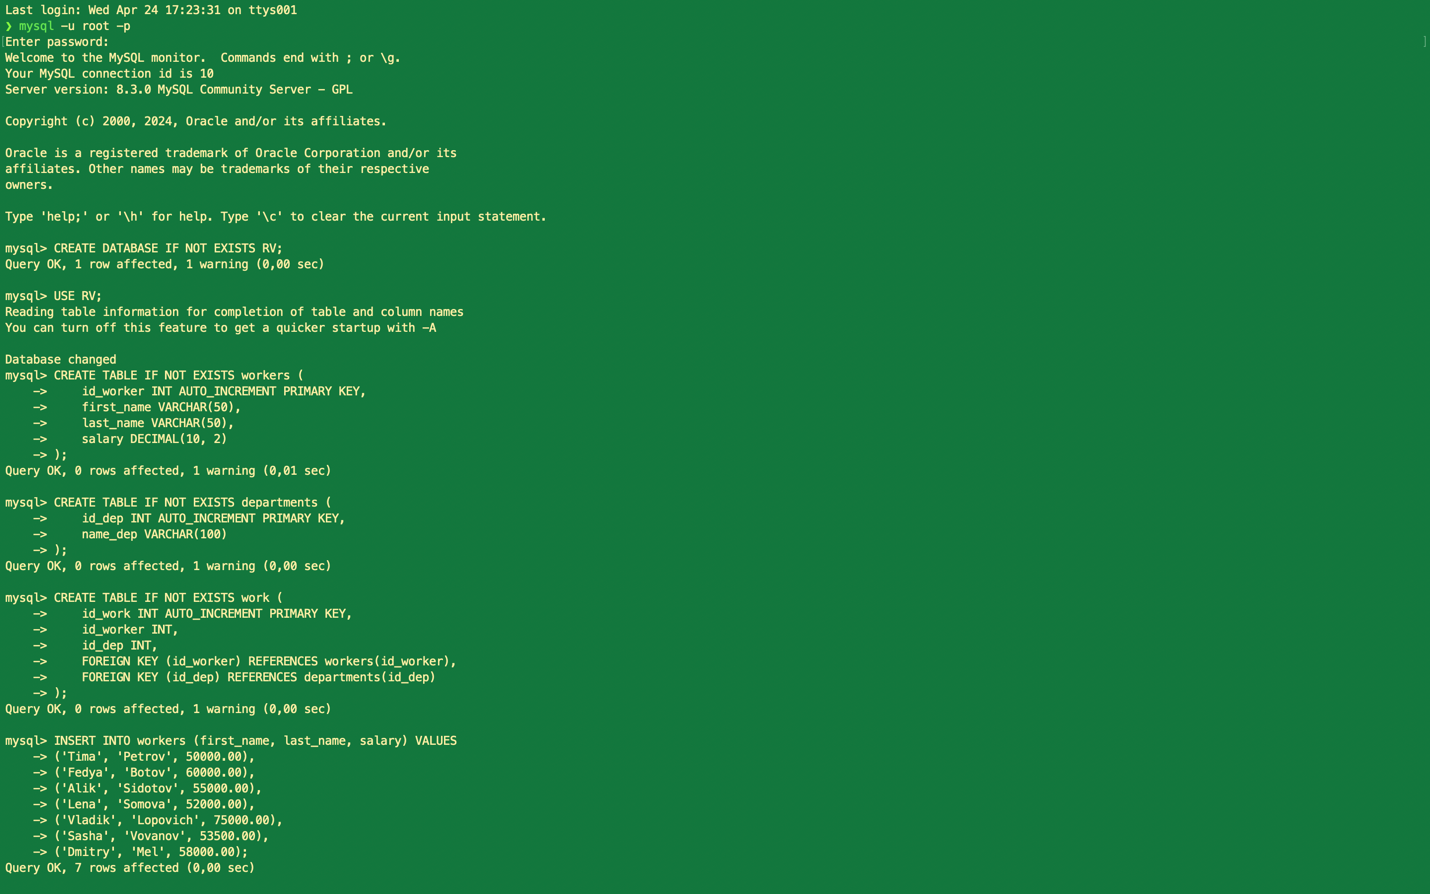 Last login: Wed Apr 24 17:23:31 on ttys001
❯ mysql -u root -p
Enter password:
Welcome to the MySQL monitor.  Commands end with ; or \g.
Your MySQL connection id is 10
Server version: 8.3.0 MySQL Community Server - GPL

Copyright (c) 2000, 2024, Oracle and/or its affiliates.

Oracle is a registered trademark of Oracle Corporation and/or its
affiliates. Other names may be trademarks of their respective
owners.

Type 'help;' or '\h' for help. Type '\c' to clear the current input statement.

mysql> CREATE DATABASE IF NOT EXISTS RV;
Query OK, 1 row affected, 1 warning (0,00 sec)

mysql> USE RV;
Reading table information for completion of table and column names
You can turn off this feature to get a quicker startup with -A

Database changed
mysql> CREATE TABLE IF NOT EXISTS workers (
    ->     id_worker INT AUTO_INCREMENT PRIMARY KEY,
    ->     first_name VARCHAR(50),
    ->     last_name VARCHAR(50),
    ->     salary DECIMAL(10, 2)
    -> );
Query OK, 0 rows affected, 1 warning (0,01 sec)

mysql> CREATE TABLE IF NOT EXISTS departments (
    ->     id_dep INT AUTO_INCREMENT PRIMARY KEY,
    ->     name_dep VARCHAR(100)
    -> );
Query OK, 0 rows affected, 1 warning (0,00 sec)

mysql> CREATE TABLE IF NOT EXISTS work (
    ->     id_work INT AUTO_INCREMENT PRIMARY KEY,
    ->     id_worker INT,
    ->     id_dep INT,
    ->     FOREIGN KEY (id_worker) REFERENCES workers(id_worker),
    ->     FOREIGN KEY (id_dep) REFERENCES departments(id_dep)
    -> );
Query OK, 0 rows affected, 1 warning (0,00 sec)

mysql> INSERT INTO workers (first_name, last_name, salary) VALUES
    -> ('Tima', 'Petrov', 50000.00),
    -> ('Fedya', 'Botov', 60000.00),
    -> ('Alik', 'Sidotov', 55000.00),
    -> ('Lena', 'Somova', 52000.00),
    -> ('Vladik', 'Lopovich', 75000.00),
    -> ('Sasha', 'Vovanov', 53500.00),
    -> ('Dmitry', 'Mel', 58000.00);
Query OK, 7 rows affected (0,00 sec)